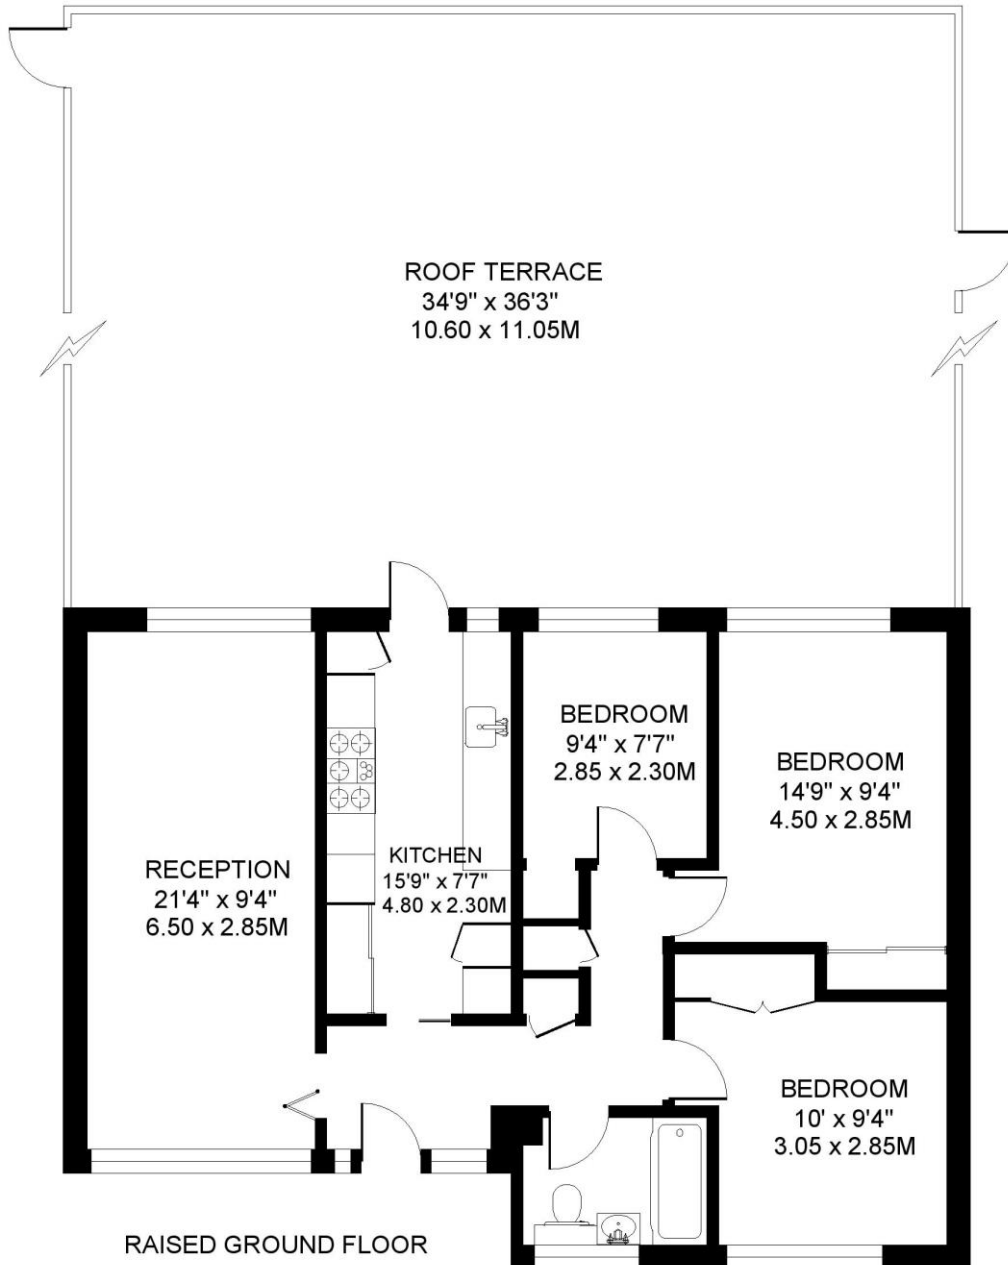 ROOF TERRACE
34'9" x 36'3"
10.60 x 11.05M
BEDROOM
9'4" x 7'7"
2.85 x 2.30M
BEDROOM
14'9" x 9'4"
4.50 x 2.85M
KITCHEN
15'9" x 7'7"
4.80 x 2.30M
RECEPTION
21'4" x 9'4"
6.50 x 2.85M
BEDROOM
10' x 9'4"
3.05 x 2.85M
RAISED GROUND FLOOR